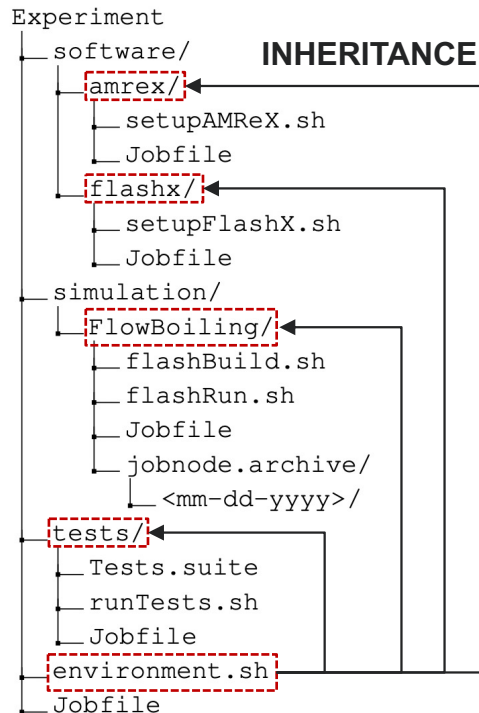 Experiment
software/
INHERITANCE
amrex/
setupAMReX.sh
Jobfile
flashx/
setupFlashX.sh
Jobfile
simulation/
FlowBoiling/
flashBuild.sh
flashRun.sh
Jobfile
jobnode.archive/
<mm-dd-yyyy>/
tests/
Tests.suite
runTests.sh
Jobfile
environment.sh
Jobfile